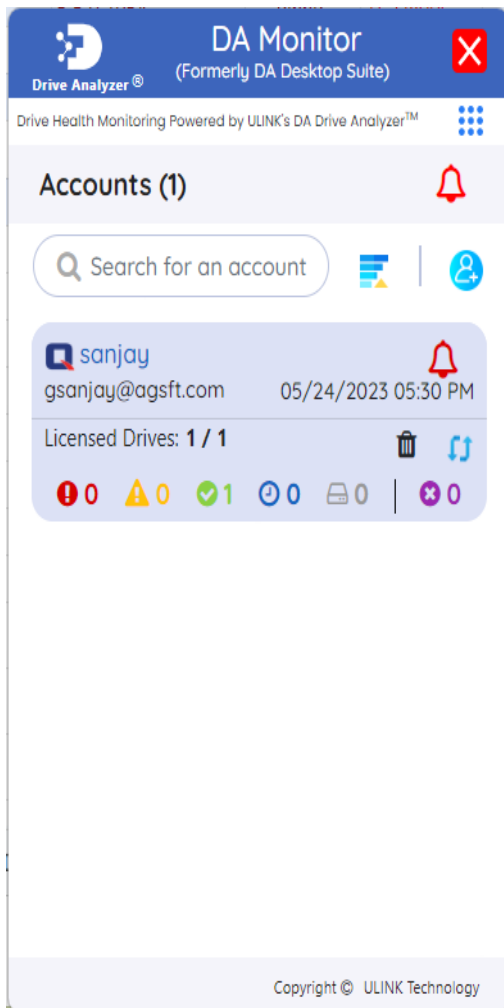 DA Monitor
(Formerly DA Desktop Suite)
Drive Analyzer ®
Drive Health Monitoring Powered by ULINK's DA Drive Analyzer™
Accounts (1)
Search for an account
sanjay
gsanjay@agsft.com 05/24/2023 05:30 PM
Licensed Drives: 1 / 1
0 0 1 0 0 0
Copyright © ULINK Technology